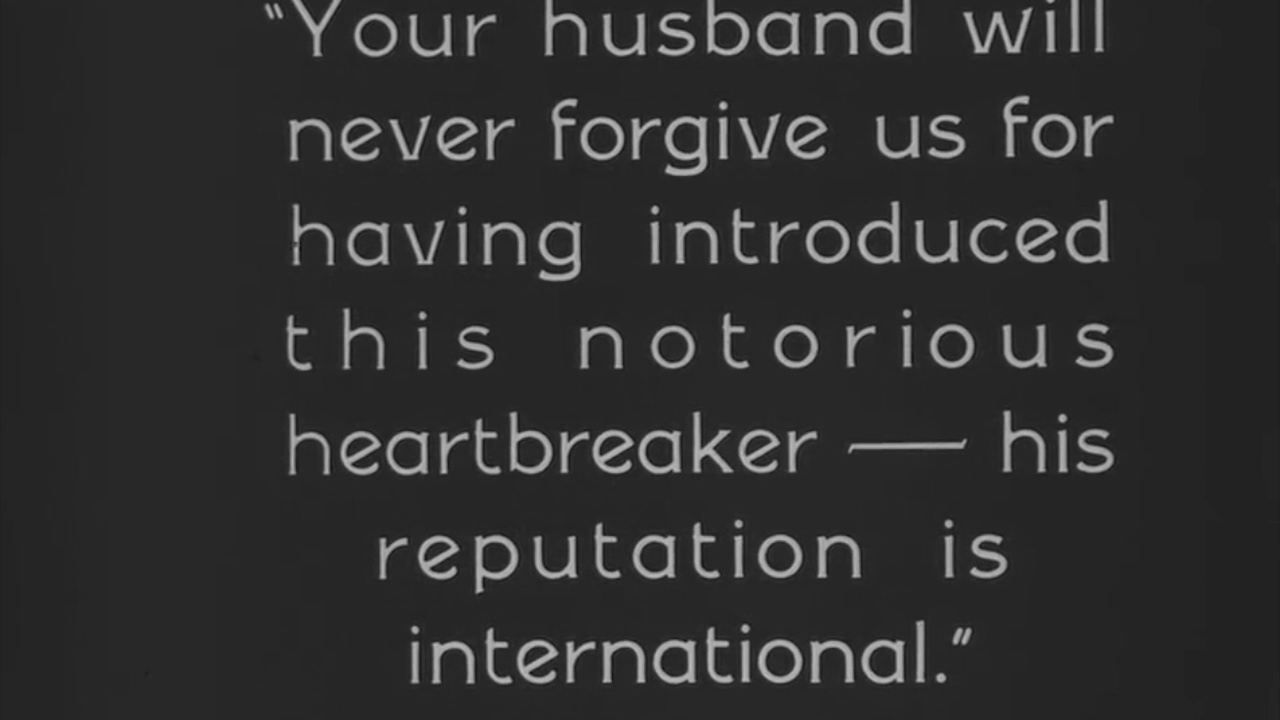 "Your husband will
never forgive us for
having introduced
this notorious
heartbreaker — his
reputation is
international."